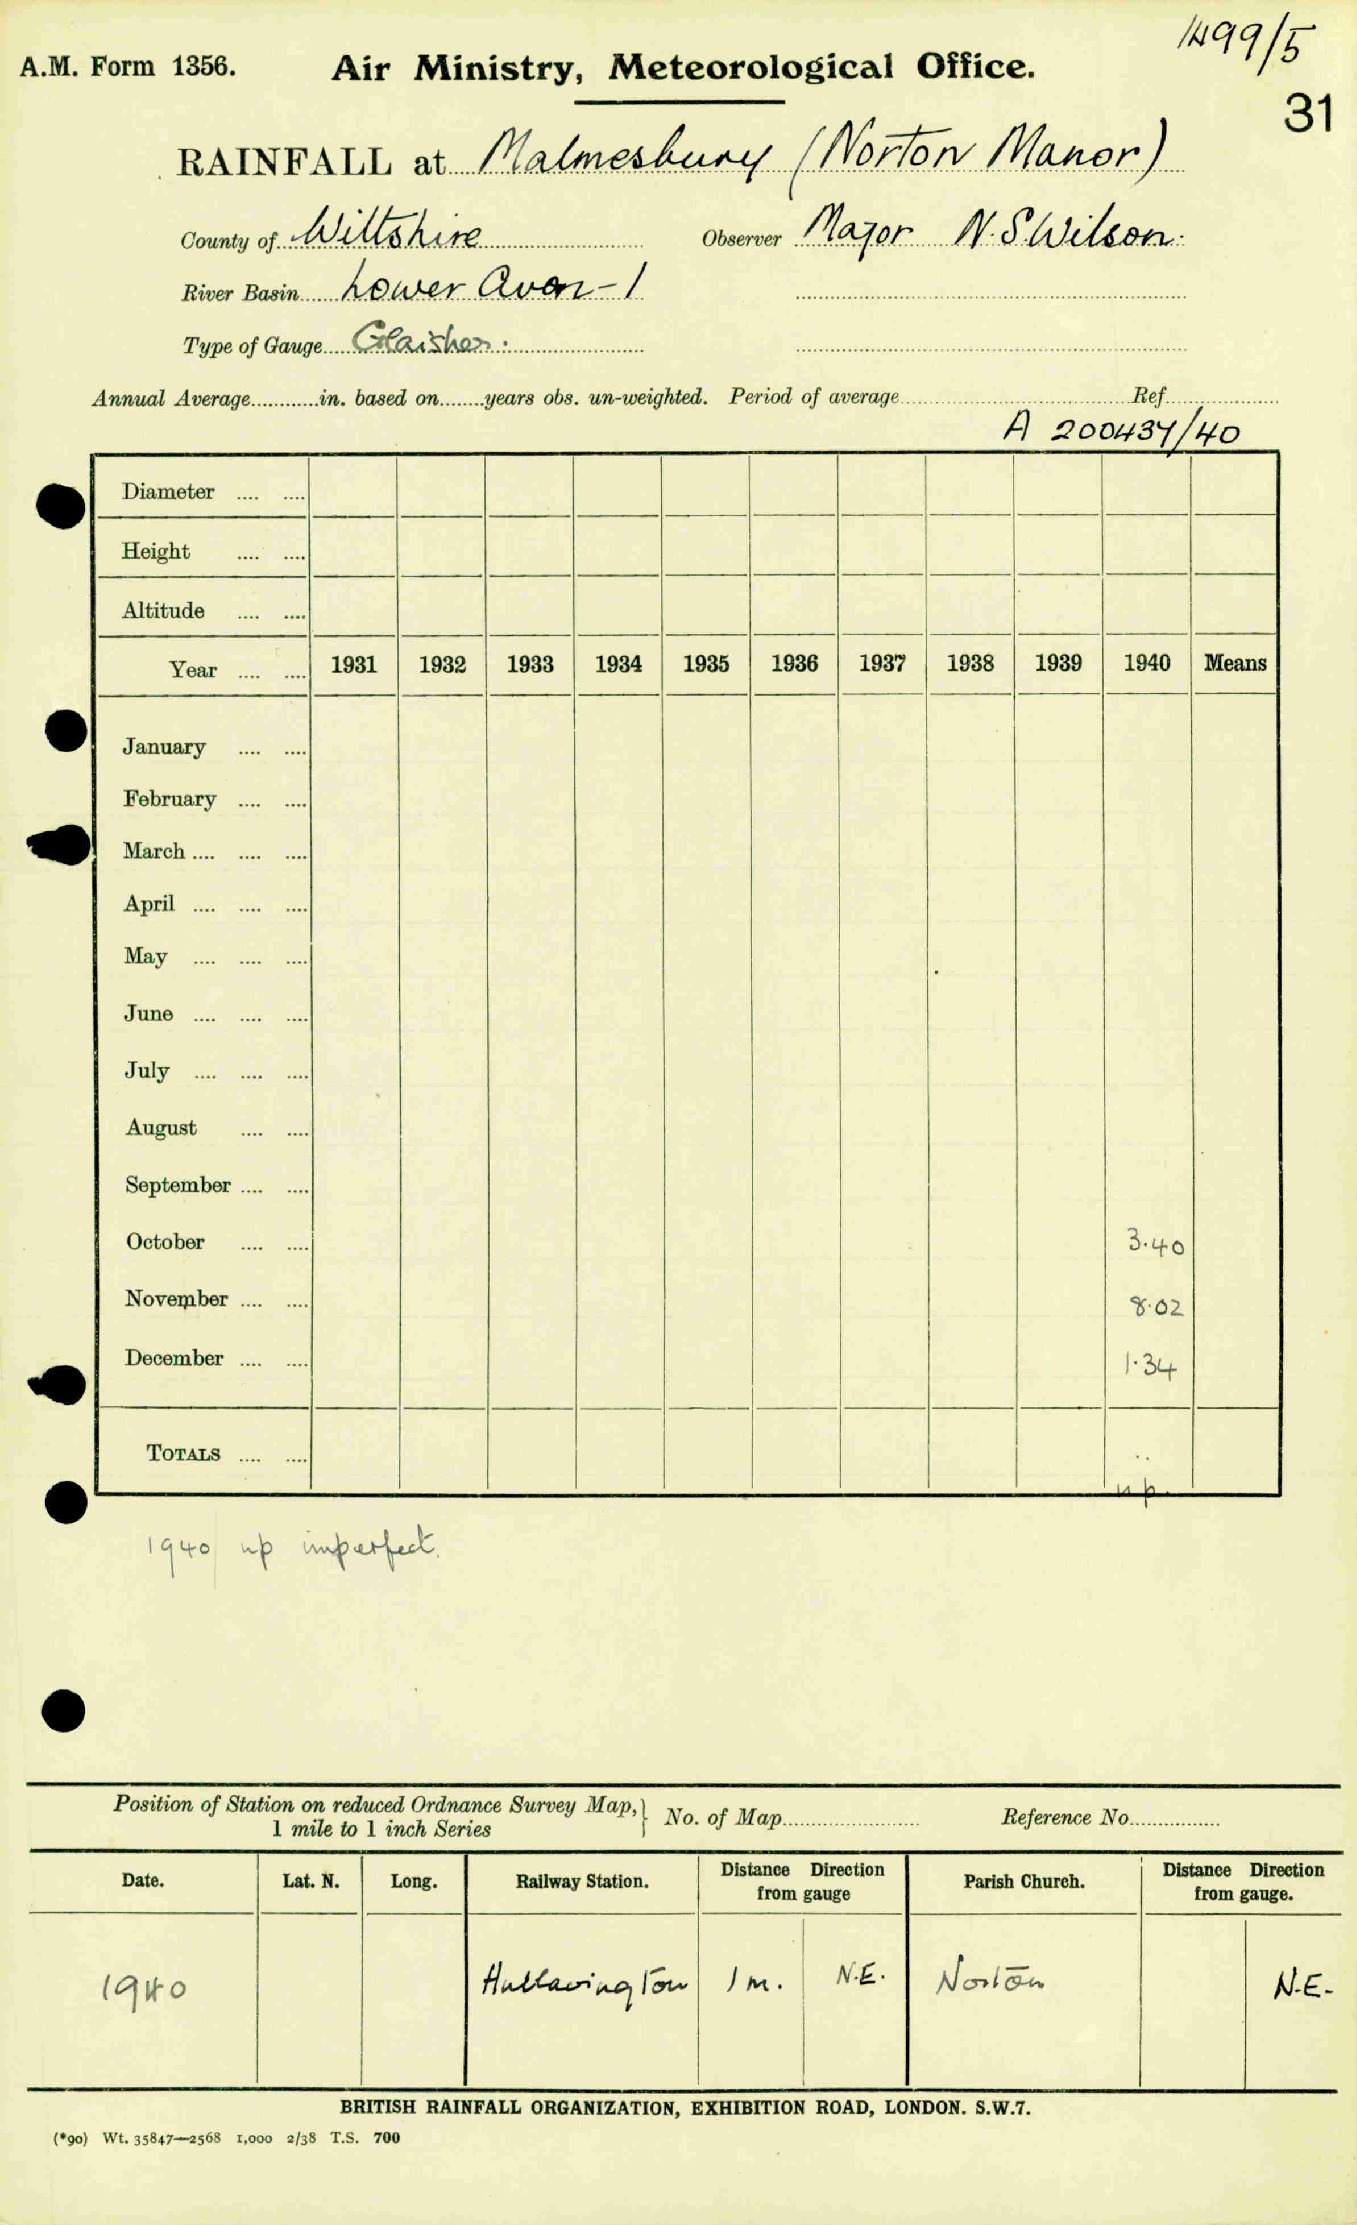 1499/5
A.M. Form 1356. Air Ministry, Meteorological Office.
31
RAINFALL at Malmesbury (Norton Manor)
County of Wiltshire Observer Major N.S Wilson.
River Basin Lower Avon-1
Type of Gauge Glaisher.
Annual Average............in. based on........years obs. un-weighted. Period of average.......... Ref..........
A 200437/40
Diameter .... ....
Height .... ....
Altitude .... ....
Year .... .... 1931 1932 1933 1934 1935 1936 1937 1938 1939 1940 Means
January .... ....
February .... ....
March .... .... ....
April .... .... ....
May .... .... ....
June .... .... ....
July .... .... ....
August .... ....
September .... ....
October .... .... 3.40
November .... .... 8.02
December .... .... 1.34
TOTALS .... .... ..
np.
1940 np imperfect.
Position of Station on reduced Ordnance Survey Map,} No. of Map.......... Reference No..........
1 mile to 1 inch Series
Date. Lat. N. Long. Railway Station. Distance Direction from gauge Parish Church. Distance Direction from gauge.
1940 Hullavington 1 m. N.E. Norton N.E.
BRITISH RAINFALL ORGANIZATION, EXHIBITION ROAD, LONDON. S.W.7.
(*90) Wt. 35847—2568 1,000 2/38 T.S. 700